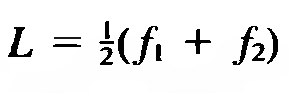 L = ½(f₁ + f₂)